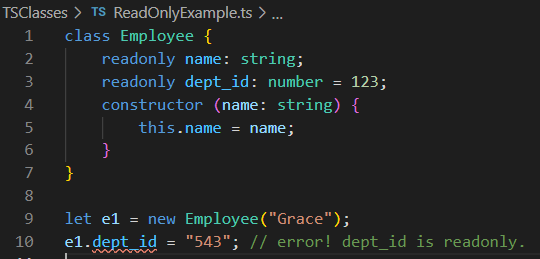 TSClasses > TS ReadOnlyExample.ts > ...
1 class Employee {
2 readonly name: string;
3 readonly dept_id: number = 123;
4 constructor (name: string) {
5 this.name = name;
6 }
7 }
8
9 let e1 = new Employee("Grace");
10 e1.dept_id = "543"; // error! dept_id is readonly.